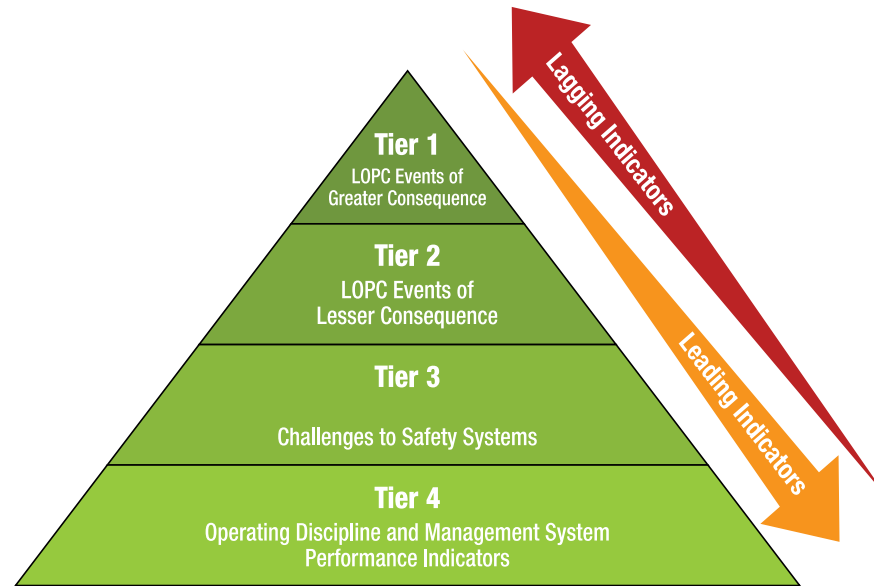 Tier 1
LOPC Events of
Greater Consequence
Tier 2
LOPC Events of
Lesser Consequence
Tier 3
Challenges to Safety Systems
Tier 4
Operating Discipline and Management System
Performance Indicators
Lagging Indicators
Leading Indicators